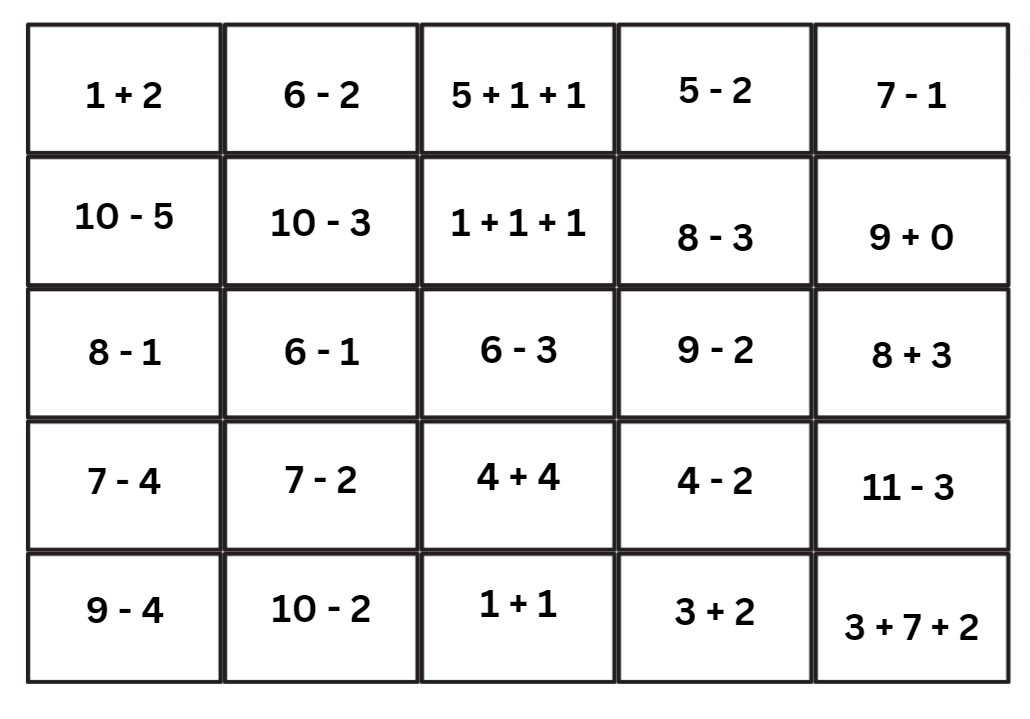 1 + 2
6 - 2
5 + 1 + 1
5 - 2
7 - 1
10 - 5
10 - 3
1 + 1 + 1
8 - 3
9 + 0
8 - 1
6 - 1
6 - 3
9 - 2
8 + 3
7 - 4
7 - 2
4 + 4
4 - 2
11 - 3
9 - 4
10 - 2
1 + 1
3 + 2
3 + 7 + 2